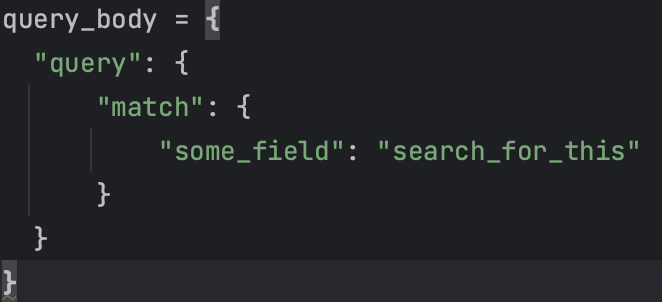 query_body = {
  "query": {
      "match": {
          "some_field": "search_for_this"
      }
  }
}